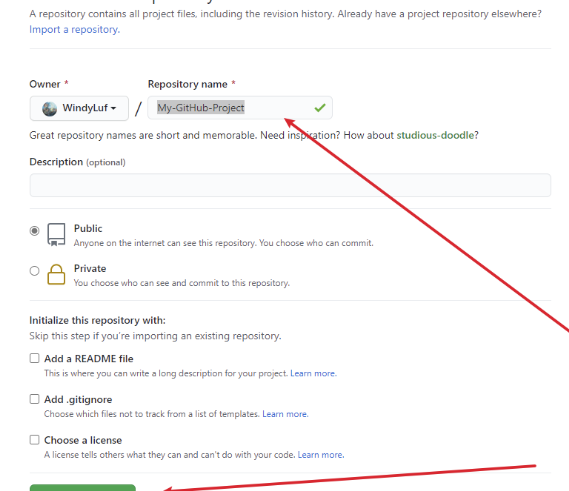 A repository contains all project files, including the revision history. Already have a project repository elsewhere?
Import a repository.
Owner * Repository name *
WindyLuf / My-GitHub-Project
Great repository names are short and memorable. Need inspiration? How about studious-doodle?
Description (optional)
Public
Anyone on the internet can see this repository. You choose who can commit.
Private
You choose who can see and commit to this repository.
Initialize this repository with:
Skip this step if you're importing an existing repository.
Add a README file
This is where you can write a long description for your project. Learn more.
Add .gitignore
Choose which files not to track from a list of templates. Learn more.
Choose a license
A license tells others what they can and can't do with your code. Learn more.